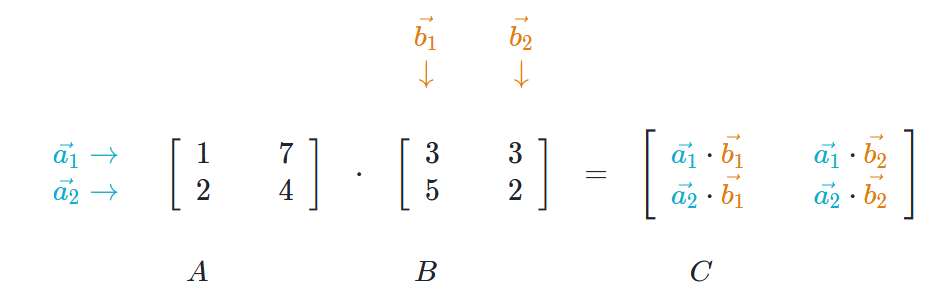 b⃗₁ b⃗₂
↓ ↓
a⃗₁ → [ 1 7 ] · [ 3 3 ] = [ a⃗₁ · b⃗₁ a⃗₁ · b⃗₂ ]
a⃗₂ → [ 2 4 ] [ 5 2 ] [ a⃗₂ · b⃗₁ a⃗₂ · b⃗₂ ]
A B C